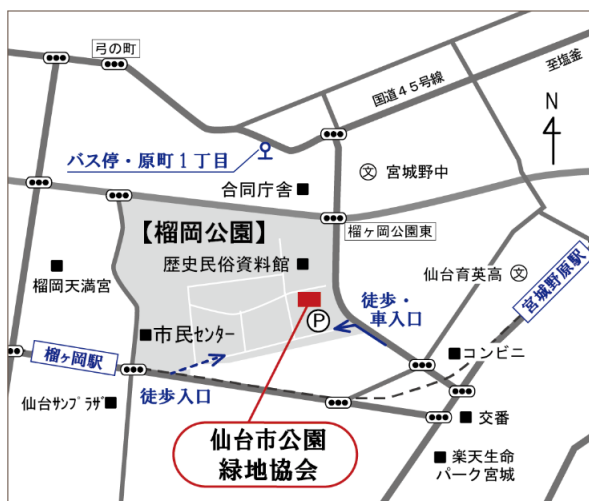 弓の町
国道45号線
至塩釜
N
バス停・原町1丁目
文 宮城野中
合同庁舎
【榴岡公園】
榴ヶ岡公園東
歴史民俗資料館
仙台育英高 文
宮城野原駅
榴岡天満宮
徒歩・
車入口
P
市民センター
コンビニ
榴ヶ岡駅
徒歩入口
仙台サンプラザ
交番
仙台市公園
緑地協会
楽天生命
パーク宮城